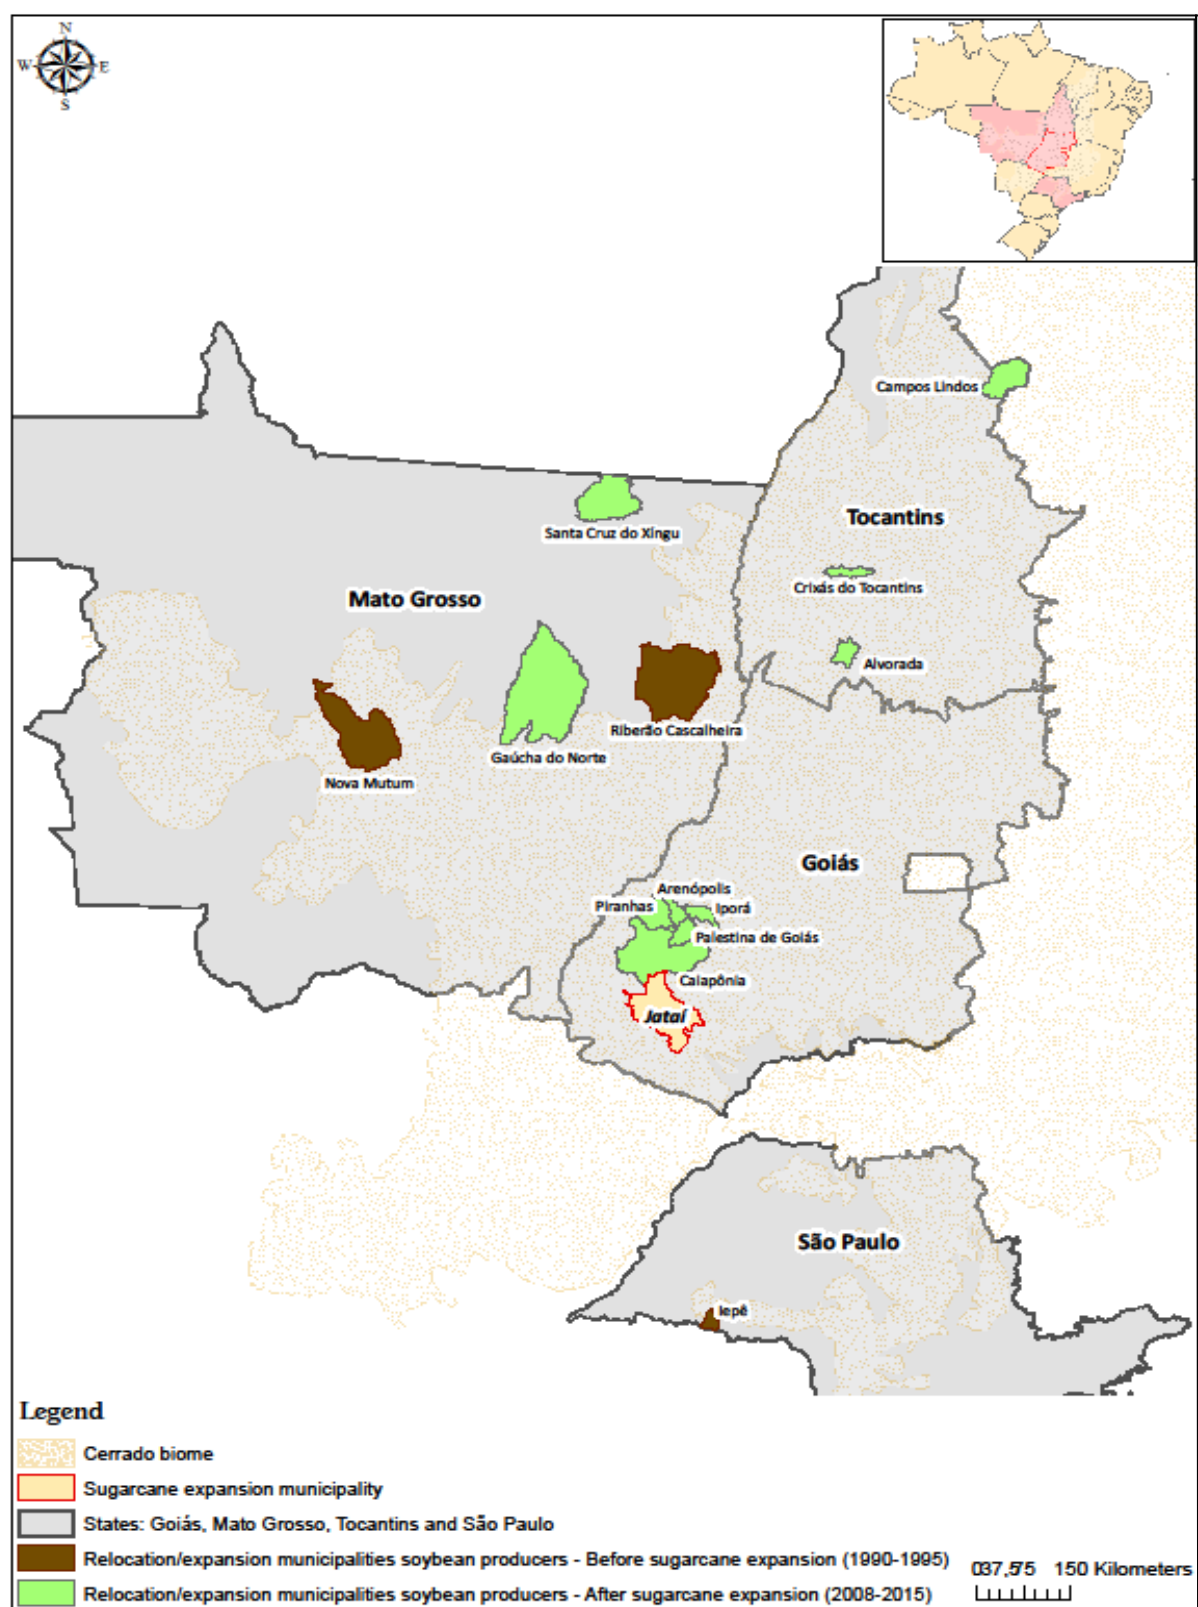 N
W E
S
Campos Lindos
Tocantins
Santa Cruz do Xingu
Crixás do Tocantins
Mato Grosso
Alvorada
Riberão Cascalheira
Gaúcha do Norte
Nova Mutum
Goiás
Arenópolis
Piranhas
Iporá
Palestina de Goiás
Caiapônia
Jataí
São Paulo
Iepê
Legend
Cerrado biome
Sugarcane expansion municipality
States: Goiás, Mato Grosso, Tocantins and São Paulo
Relocation/expansion municipalities soybean producers - Before sugarcane expansion (1990-1995)
Relocation/expansion municipalities soybean producers - After sugarcane expansion (2008-2015)
037,575 150 Kilometers